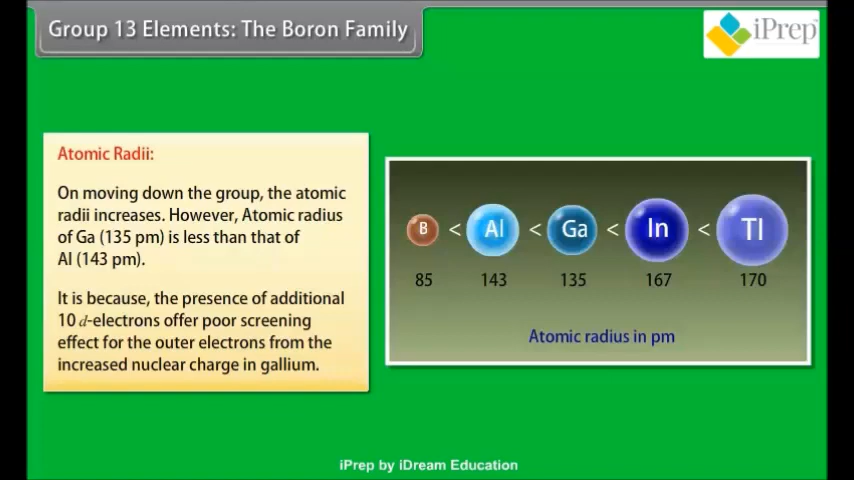 Group 13 Elements: The Boron Family
iPrep
Atomic Radii:
On moving down the group, the atomic
radii increases. However, Atomic radius
of Ga (135 pm) is less than that of
Al (143 pm).
It is because, the presence of additional
10 d-electrons offer poor screening
effect for the outer electrons from the
increased nuclear charge in gallium.
B < Al < Ga < In < Tl
85 143 135 167 170
Atomic radius in pm
iPrep by iDream Education